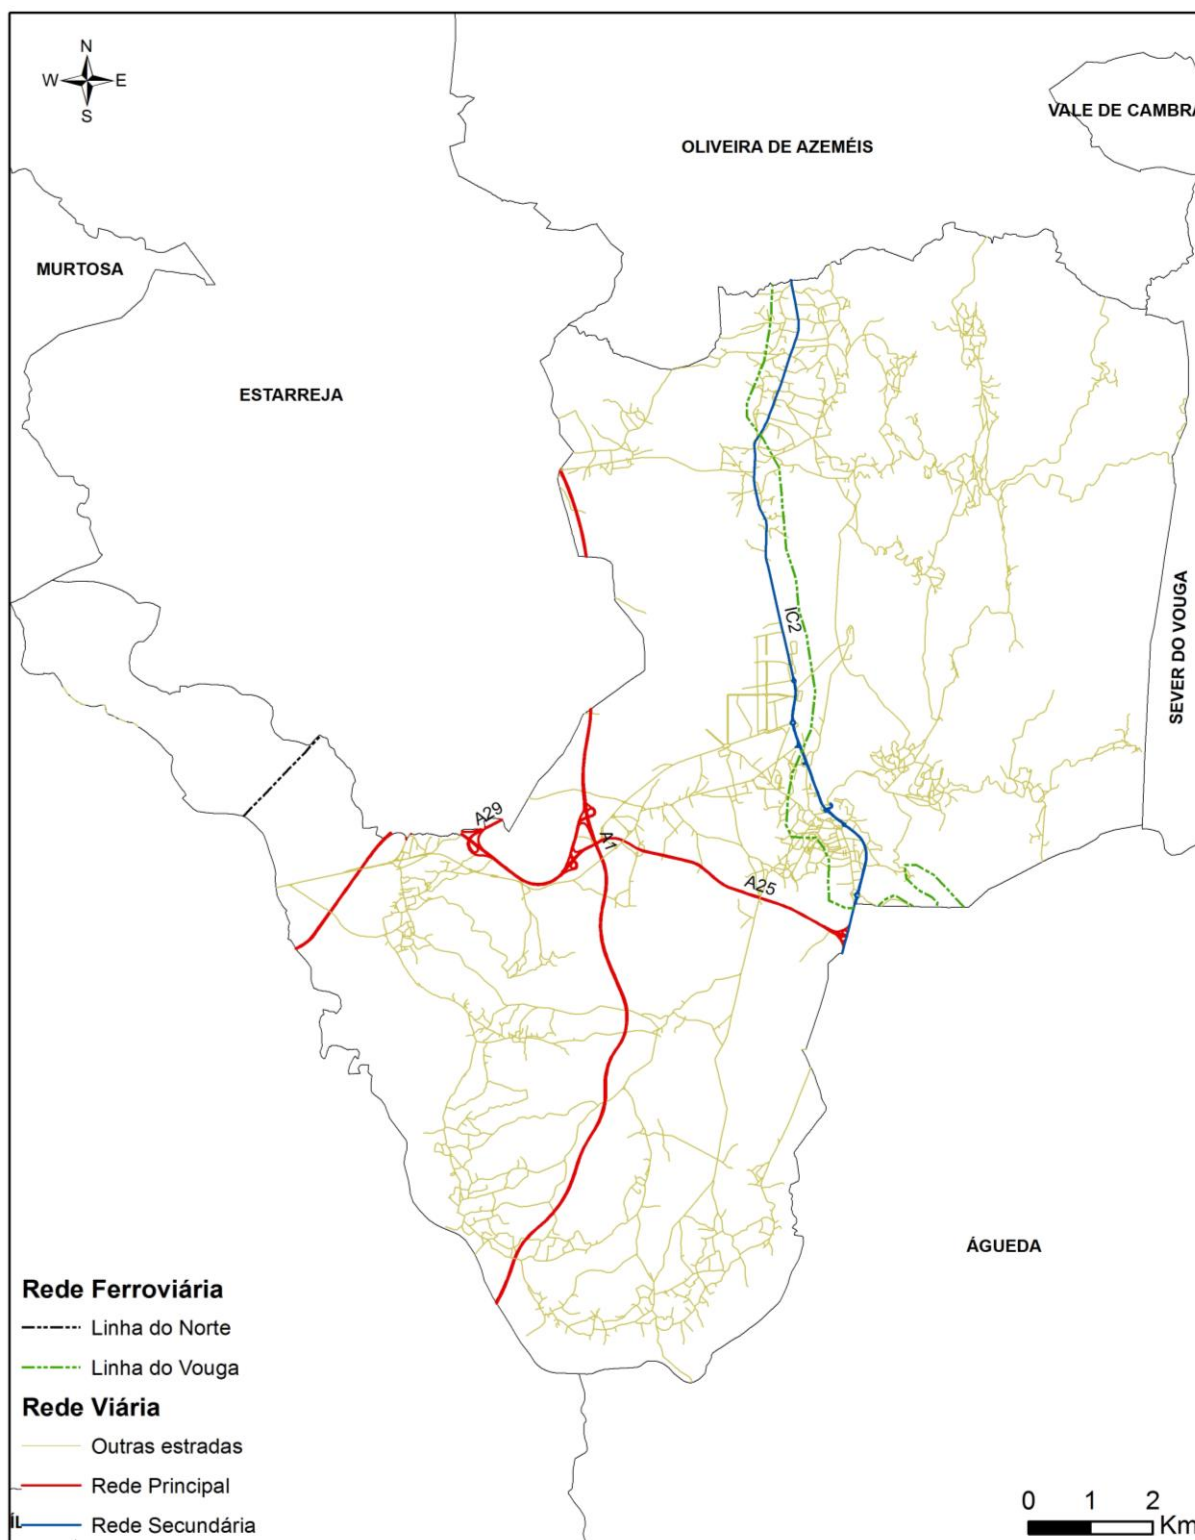 N
W E
S
VALE DE CAMBRA
OLIVEIRA DE AZEMÉIS
MURTOSA
ESTARREJA
IC2
SEVER DO VOUGA
A29
A1
A25
ÁGUEDA
Rede Ferroviária
Linha do Norte
Linha do Vouga
Rede Viária
Outras estradas
Rede Principal
Rede Secundária
0 1 2
Km